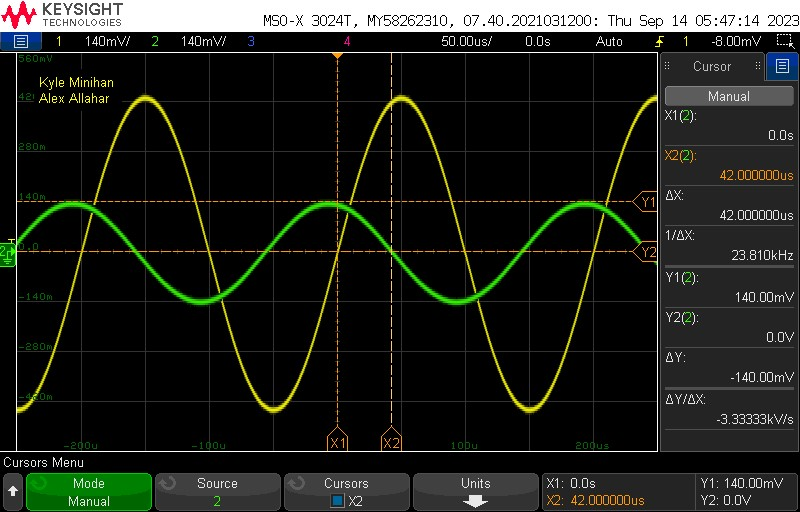 KEYSIGHT
TECHNOLOGIES
MSO-X 3024T, MY58262310, 07.40.2021031200: Thu Sep 14 05:47:14 2023
1 140mV/ 2 140mV/ 3 4 50.00us/ 0.0s Auto 1 -8.00mV
560mV
Kyle Minihan
Alex Allahar
280m
140m
0.0
-140m
-280m
-200u -100u 100u 200us
Y1
Y2
X1 X2
2
Cursor
Manual
X1(2):
0.0s
X2(2):
42.000000us
ΔX:
42.000000us
1/ΔX:
23.810kHz
Y1(2):
140.00mV
Y2(2):
0.0V
ΔY:
-140.00mV
ΔY/ΔX:
-3.33333kV/s
Cursors Menu
Mode
Manual
Source
2
Cursors
X2
Units
X1: 0.0s
X2: 42.000000us
Y1: 140.00mV
Y2: 0.0V